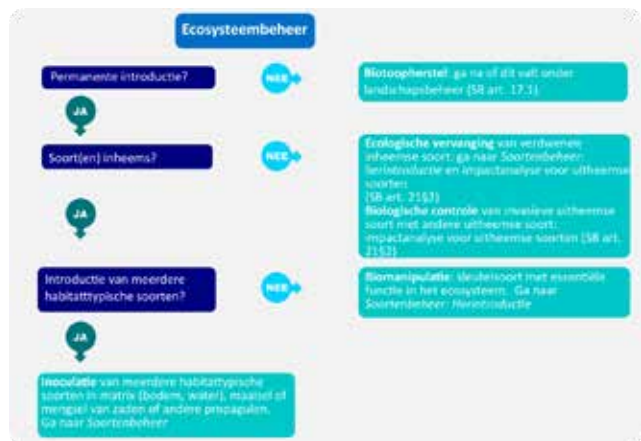 Ecosysteembeheer
Permanente introductie?
NEE
Biotoopherstel: ga na of dit valt onder
landschapsbeheer (SB art. 17.1)
JA
Soort(en) inheems?
NEE
Ecologische vervanging van verdwenen
inheemse soort: ga naar Soortenbeheer:
herintroductie en impactanalyse voor uitheemse
soorten
(SB art. 21§2)
Biologische controle van invasieve uitheemse
soort met andere uitheemse soort:
impactanalyse voor uitheemse soorten (SB art.
21§2)
JA
Introductie van meerdere
habitattypische soorten?
NEE
Biomanipulatie: sleutelsoort met essentiële
functie in het ecosysteem. Ga naar
Soortenbeheer: Herintroductie
JA
Inoculatie van meerdere habitattypische
soorten in matrix (bodem, water), maaisel of
mengsel van zaden of andere propagulen.
Ga naar Soortenbeheer